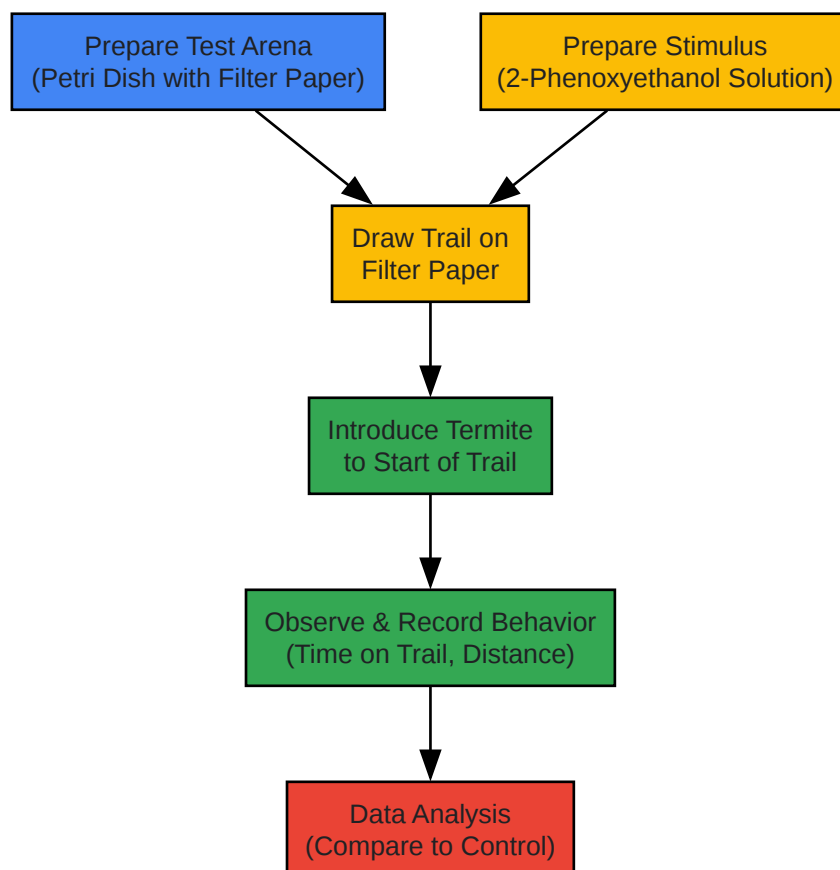 Prepare Test Arena
(Petri Dish with Filter Paper)
Prepare Stimulus
(2-Phenoxyethanol Solution)
Draw Trail on
Filter Paper
Introduce Termite
to Start of Trail
Observe & Record Behavior
(Time on Trail, Distance)
Data Analysis
(Compare to Control)